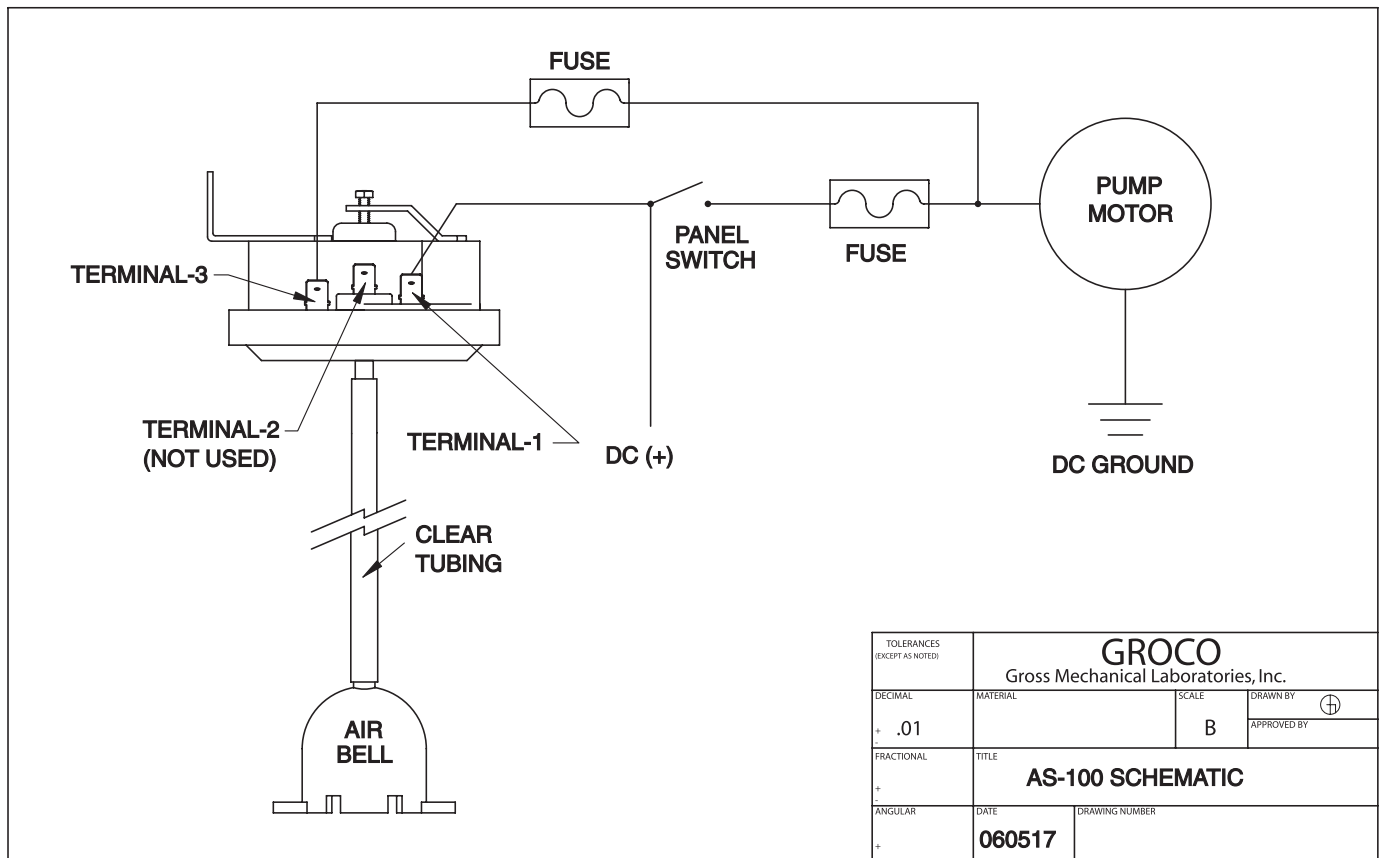 FUSE
PUMP
MOTOR
PANEL
SWITCH
FUSE
TERMINAL-3
TERMINAL-2
(NOT USED)
TERMINAL-1
DC (+)
DC GROUND
CLEAR
TUBING
AIR
BELL
TOLERANCES
(EXCEPT AS NOTED)
GROCO
Gross Mechanical Laboratories, Inc.
DECIMAL
+
- .01
MATERIAL
SCALE
B
DRAWN BY
APPROVED BY
FRACTIONAL
+
-
TITLE
AS-100 SCHEMATIC
ANGULAR
+
DATE
060517
DRAWING NUMBER